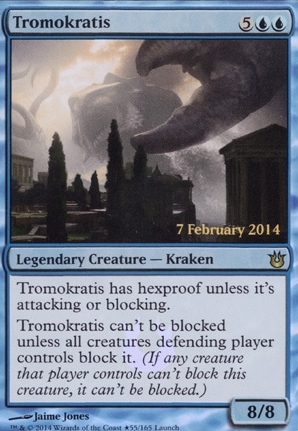 Tromokratis 5
7 February 2014
Legendary Creature — Kraken
Tromokratis has hexproof unless it's
attacking or blocking.
Tromokratis can't be blocked
unless all creatures defending player
controls block it. (If any creature
that player controls can't block this
creature, it can't be blocked.)
Jaime Jones
8/8
™ & © 2014 Wizards of the Coast ★55/165 Launch